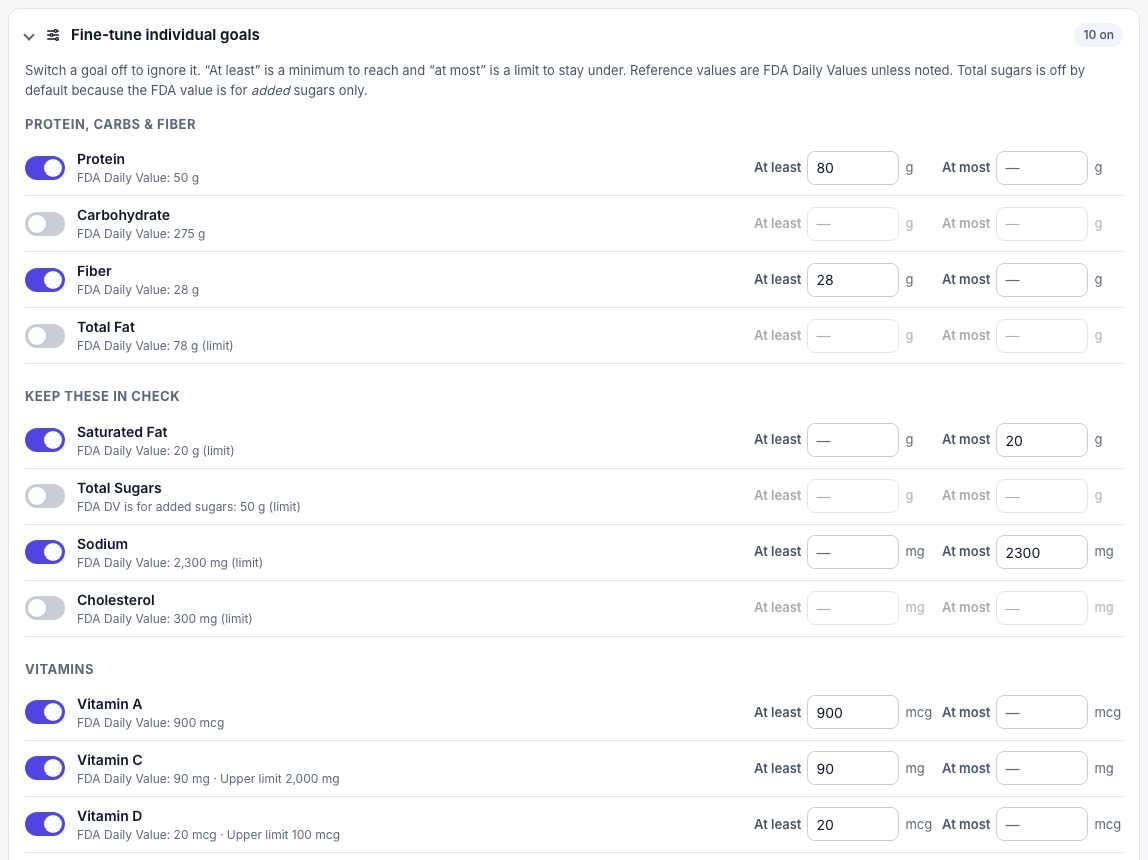 Fine-tune individual goals 10 on
Switch a goal off to ignore it. “At least” is a minimum to reach and “at most” is a limit to stay under. Reference values are FDA Daily Values unless noted. Total sugars is off by
default because the FDA value is for added sugars only.
PROTEIN, CARBS & FIBER
Protein
FDA Daily Value: 50 g
At least 80 g At most — g
Carbohydrate
FDA Daily Value: 275 g
At least — g At most — g
Fiber
FDA Daily Value: 28 g
At least 28 g At most — g
Total Fat
FDA Daily Value: 78 g (limit)
At least — g At most — g
KEEP THESE IN CHECK
Saturated Fat
FDA Daily Value: 20 g (limit)
At least — g At most 20 g
Total Sugars
FDA DV is for added sugars: 50 g (limit)
At least — g At most — g
Sodium
FDA Daily Value: 2,300 mg (limit)
At least — mg At most 2300 mg
Cholesterol
FDA Daily Value: 300 mg (limit)
At least — mg At most — mg
VITAMINS
Vitamin A
FDA Daily Value: 900 mcg
At least 900 mcg At most — mcg
Vitamin C
FDA Daily Value: 90 mg · Upper limit 2,000 mg
At least 90 mg At most — mg
Vitamin D
FDA Daily Value: 20 mcg · Upper limit 100 mcg
At least 20 mcg At most — mcg